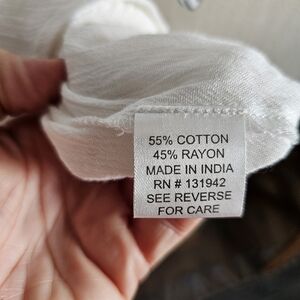 55% COTTON
45% RAYON
MADE IN INDIA
RN # 131942
SEE REVERSE
FOR CARE